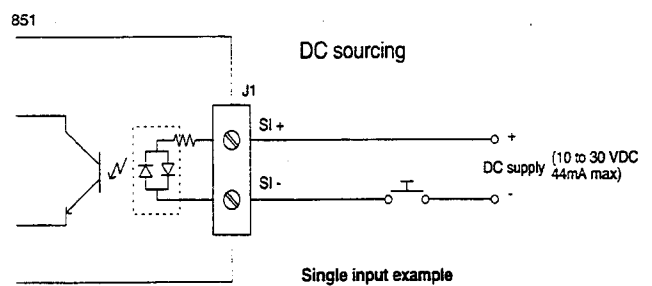 851
DC sourcing
J1
SI +
+
DC supply (10 to 30 VDC
44mA max)
SI -
-
Single input example